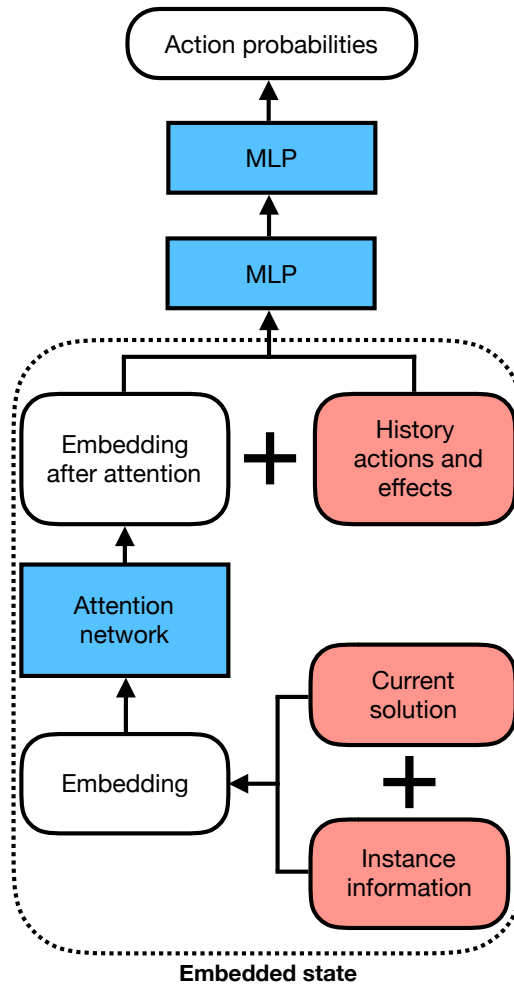 Action probabilities
MLP
MLP
Embedding
after attention
+
History
actions and
effects
Attention
network
Current
solution
+
Embedding
Instance
information
Embedded state